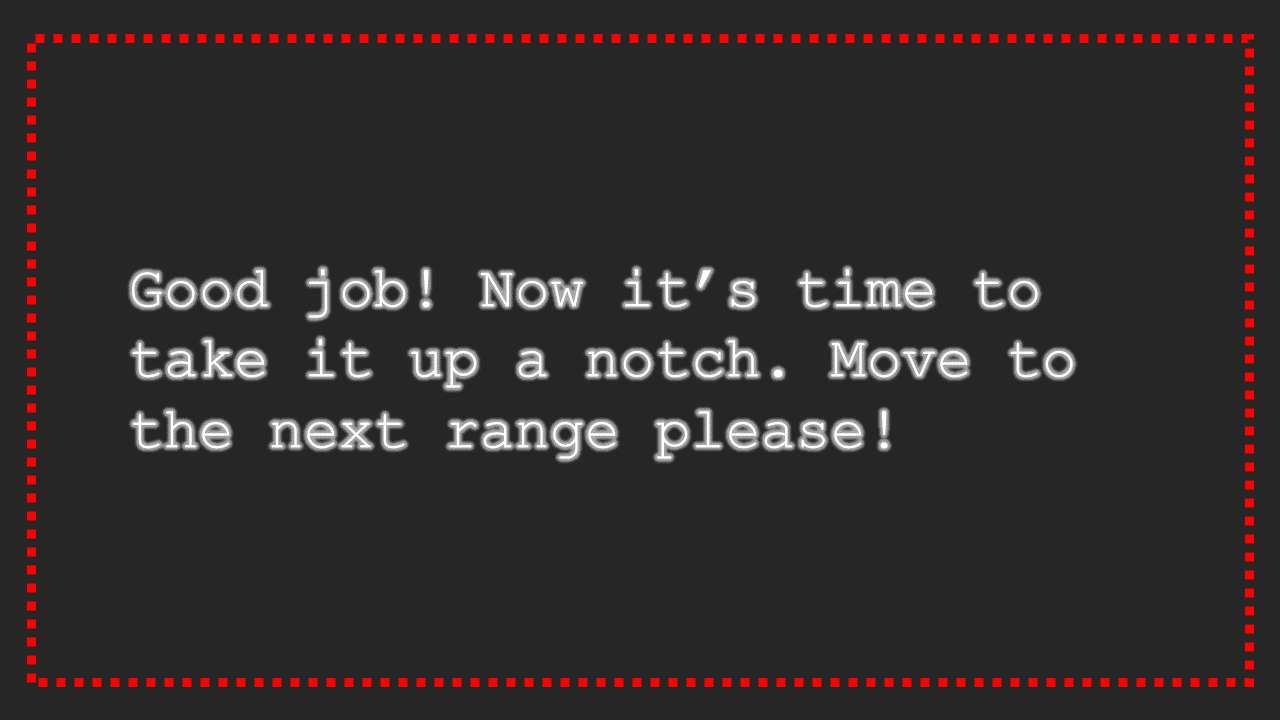 Good job! Now it’s time to
take it up a notch. Move to
the next range please!